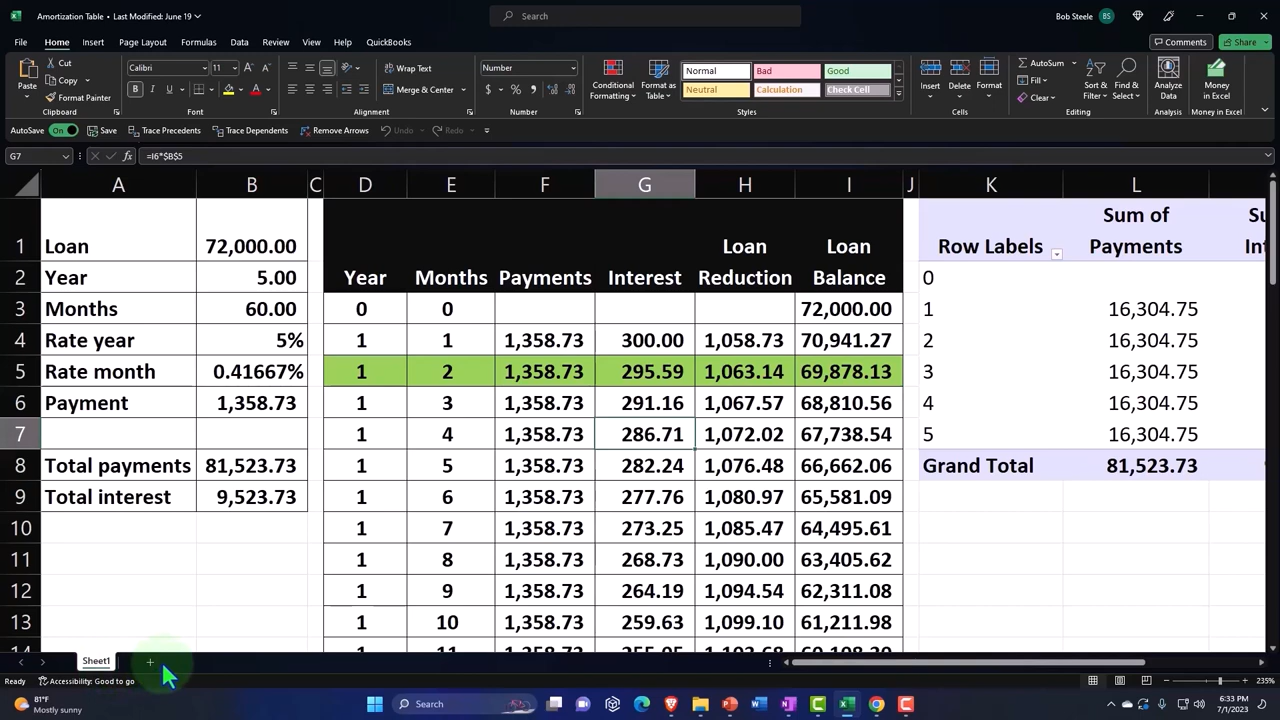 Amortization Table • Last Modified: June 19
Search
Bob Steele BS
File Home Insert Page Layout Formulas Data Review View Help QuickBooks
Comments Share
Paste Cut Copy Format Painter
Clipboard
Calibri 11
B I U
Font
Wrap Text
Merge & Center
Alignment
Number
$ % 
Number
Conditional Formatting
Format as Table
Normal Bad Good
Neutral Calculation Check Cell
Styles
Insert Delete Format
Cells
AutoSum Fill Clear
Sort & Filter
Find & Select
Editing
Analyze Data
Analysis
Money in Excel
Money in Excel
AutoSave On Save Trace Precedents Trace Dependents Remove Arrows Undo
G7 fx =I6*$B$5
A B C D E F G H I J K L
1 Loan 72,000.00 Loan Loan Row Labels Sum of Payments
2 Year 5.00 Year Months Payments Interest Reduction Balance 0
3 Months 60.00 0 0 72,000.00 1 16,304.75
4 Rate year 5% 1 1 1,358.73 300.00 1,058.73 70,941.27 2 16,304.75
5 Rate month 0.41667% 1 2 1,358.73 295.59 1,063.14 69,878.13 3 16,304.75
6 Payment 1,358.73 1 3 1,358.73 291.16 1,067.57 68,810.56 4 16,304.75
7 1 4 1,358.73 286.71 1,072.02 67,738.54 5 16,304.75
8 Total payments 81,523.73 1 5 1,358.73 282.24 1,076.48 66,662.06 Grand Total 81,523.73
9 Total interest 9,523.73 1 6 1,358.73 277.76 1,080.97 65,581.09
10 1 7 1,358.73 273.25 1,085.47 64,495.61
11 1 8 1,358.73 268.73 1,090.00 63,405.62
12 1 9 1,358.73 264.19 1,094.54 62,311.08
13 1 10 1,358.73 259.63 1,099.10 61,211.98
Sheet1
Ready Accessibility: Good to go 235%
81°F
Mostly sunny
Search
6:33 PM
7/1/2023